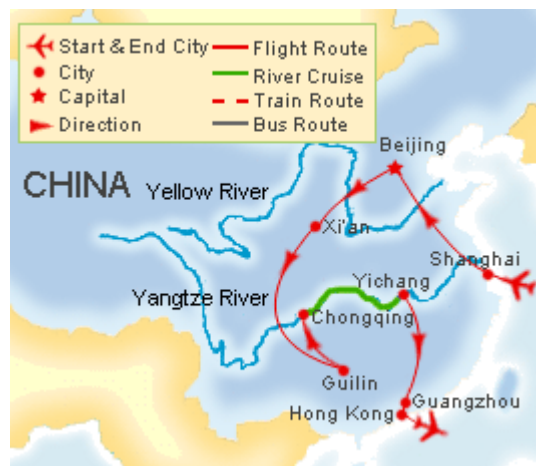 Start & End City
Flight Route
City
River Cruise
Capital
Train Route
Direction
Bus Route
Beijing
CHINA
Yellow River
Xi'an
Shanghai
Yichang
Yangtze River
Chongqing
Guilin
Guangzhou
Hong Kong